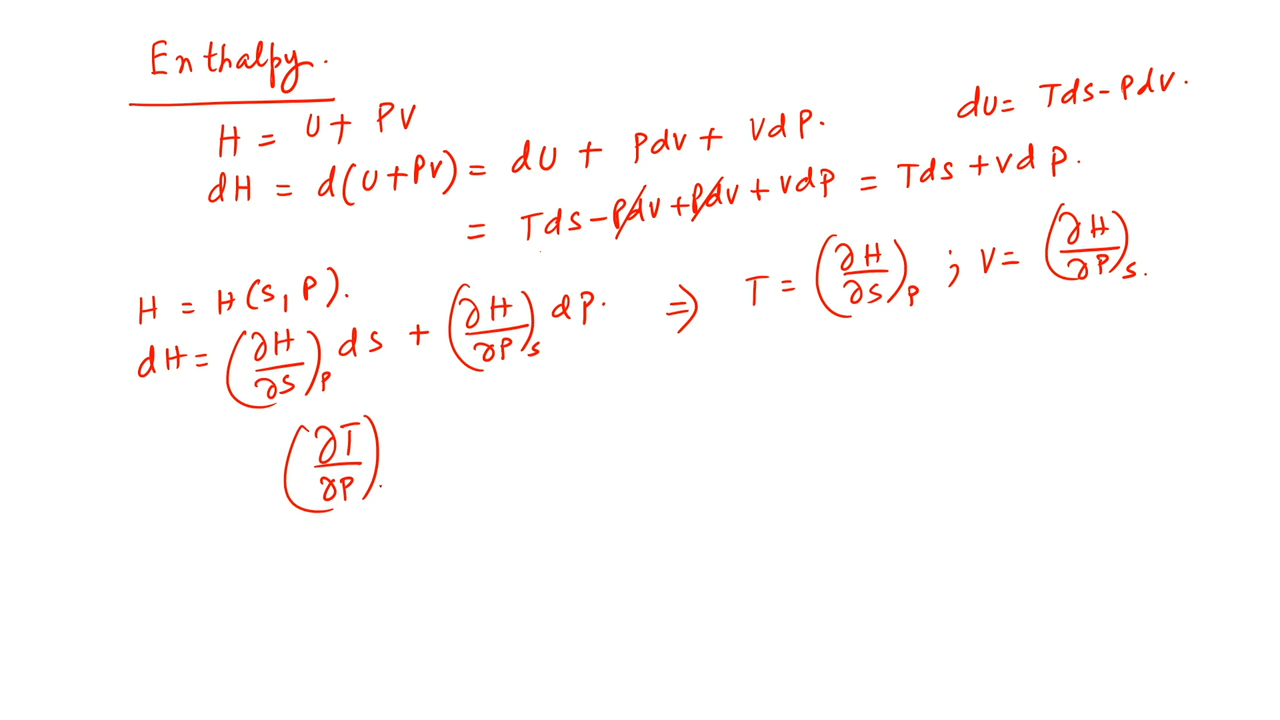 Enthalpy.
H = U + PV
dU = Tds - Pdv.
dH = d(U + PV) = dU + Pdv + VdP.
= Tds - Pdv + Pdv + VdP = Tds + VdP.
H = H(S, P).
dH = (∂H/∂S)_P dS + (∂H/∂P)_S dP. ⇒ T = (∂H/∂S)_P ; V = (∂H/∂P)_S.
(∂T/∂P).